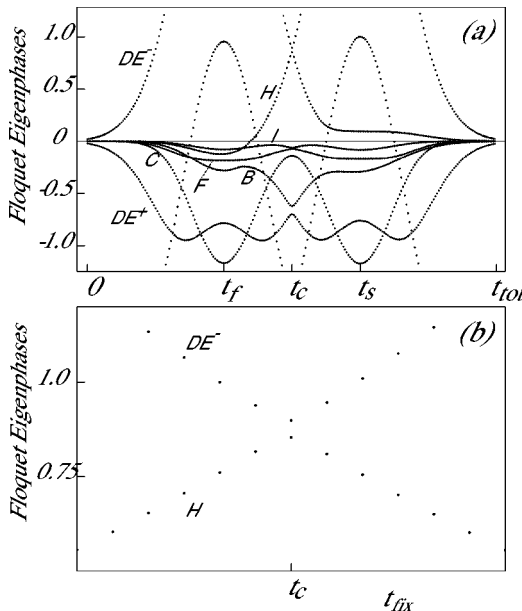 (a)
Floquet Eigenphases
1.0
0.5
0
-0.5
-1.0
DE⁻
H
I
C
F
B
DE⁺
0 t_f t_c t_s t_tot
(b)
Floquet Eigenphases
1.0
0.75
DE⁻
H
t_c t_fix